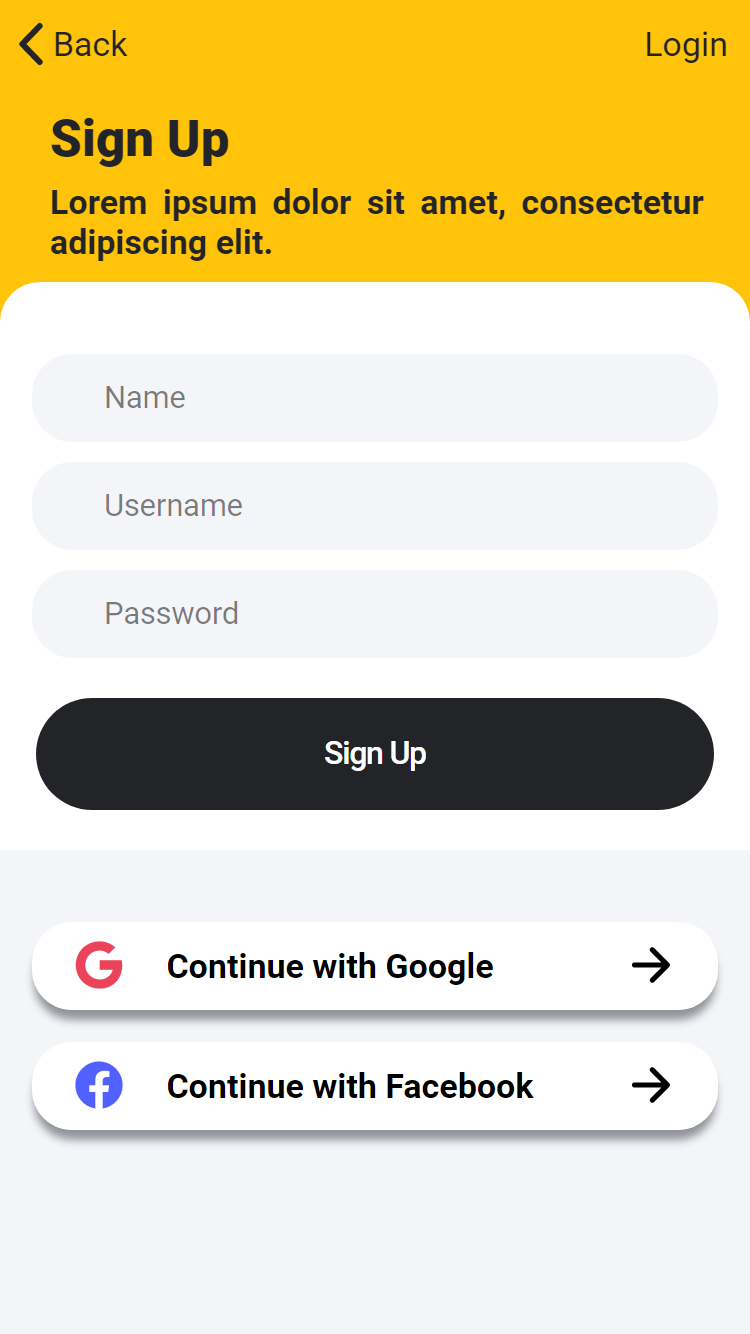 Back
Login
Sign Up
Lorem ipsum dolor sit amet, consectetur
adipiscing elit.
Name
Username
Password
Sign Up
Continue with Google
Continue with Facebook